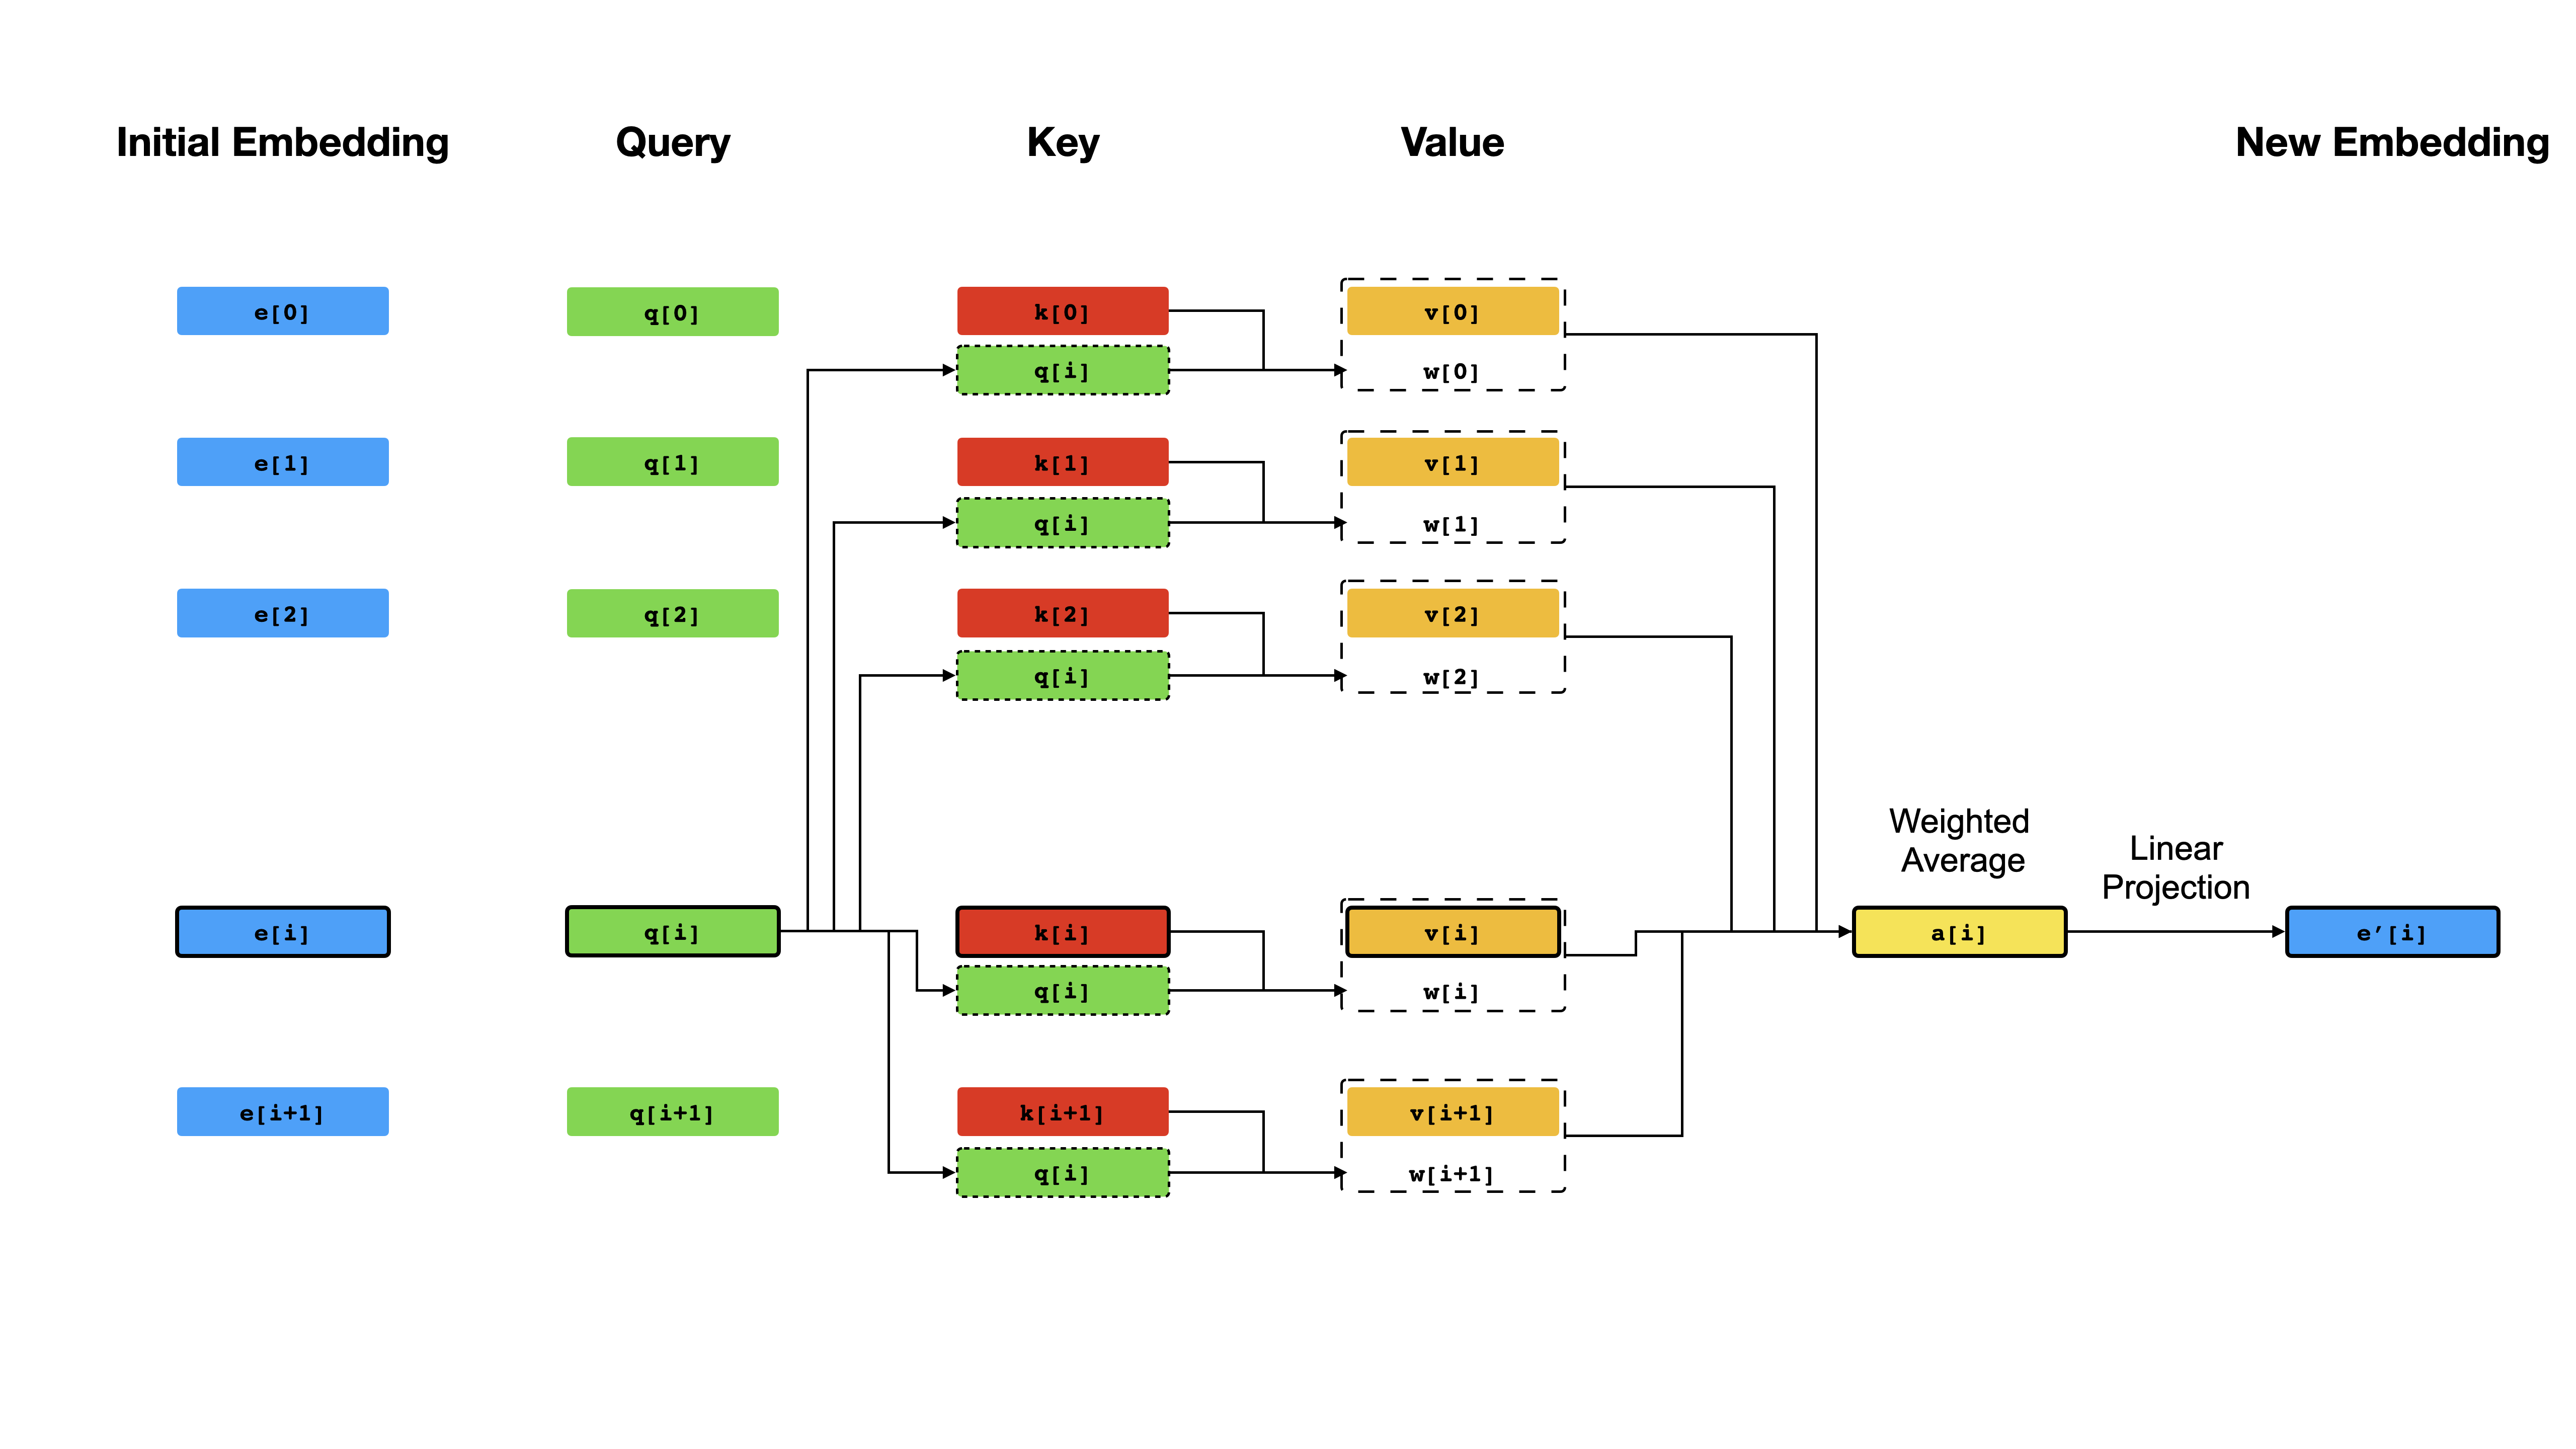 Initial Embedding Query Key Value New Embedding
e[0] q[0] k[0] v[0]
q[i] w[0]
e[1] q[1] k[1] v[1]
q[i] w[1]
e[2] q[2] k[2] v[2]
q[i] w[2]
Weighted
Average
Linear
Projection
e[i] q[i] k[i] v[i] a[i] e’[i]
q[i] w[i]
e[i+1] q[i+1] k[i+1] v[i+1]
q[i] w[i+1]